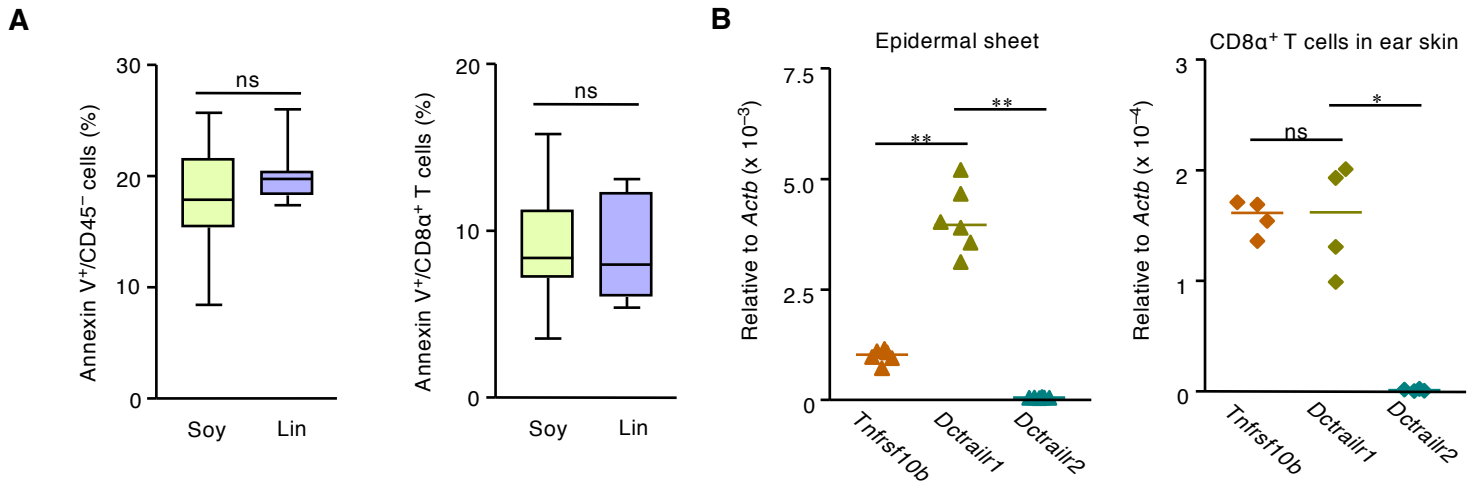 A
Annexin V⁺/CD45⁻ cells (%)
30
20
10
0
ns
Soy
Lin
Annexin V⁺/CD8α⁺ T cells (%)
20
10
0
ns
Soy
Lin
B
Epidermal sheet
Relative to Actb (x 10⁻³)
7.5
5.0
2.5
0
**
**
Tnfrsf10b
Dctrailr1
Dctrailr2
CD8α⁺ T cells in ear skin
Relative to Actb (x 10⁻⁴)
3
2
1
0
*
ns
Tnfrsf10b
Dctrailr1
Dctrailr2